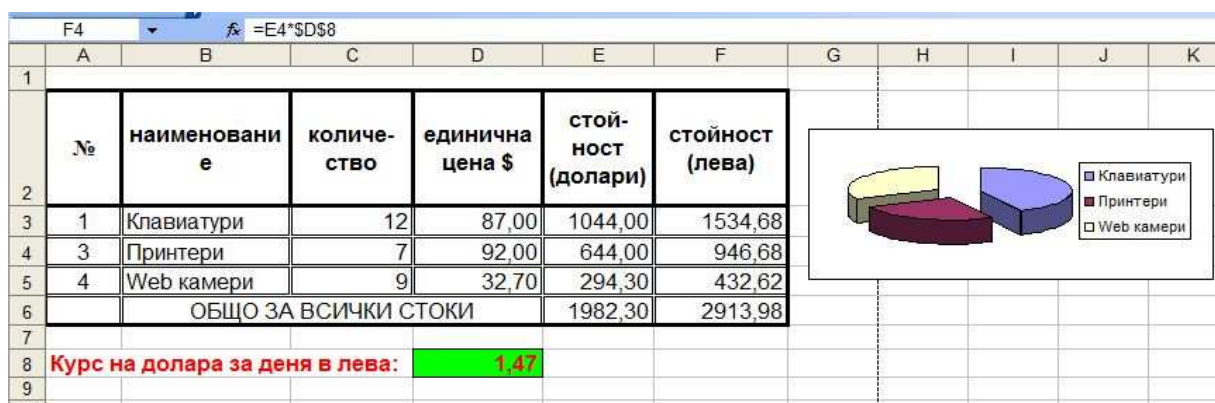 F4 fx =E4*$D$8
A B C D E F G H I J K
1
2 № наименовани
е количе-
ство единична
цена $ стой-
ност
(долари) стойност
(лева)
3 1 Клавиатури 12 87,00 1044,00 1534,68
4 3 Принтери 7 92,00 644,00 946,68
5 4 Web камери 9 32,70 294,30 432,62
6 ОБЩО ЗА ВСИЧКИ СТОКИ 1982,30 2913,98
7
8 Курс на долара за деня в лева: 1,47
9
Клавиатури
Принтери
Web камери